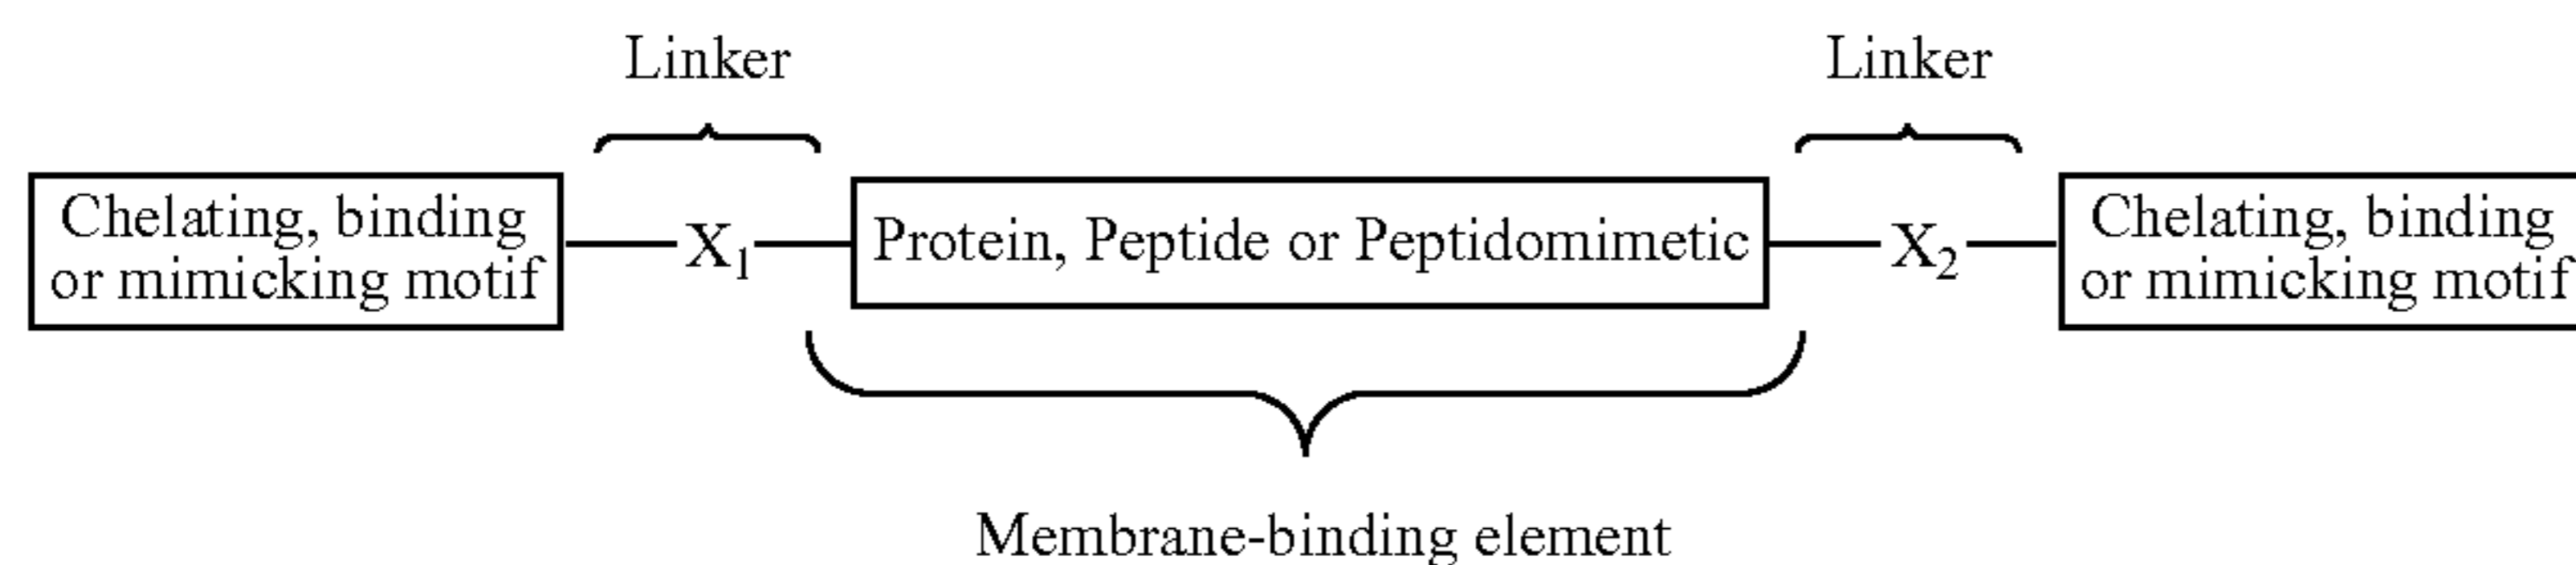 Linker
Linker
Chelating, binding
or mimicking motif
X₁
Protein, Peptide or Peptidomimetic
X₂
Chelating, binding
or mimicking motif
Membrane-binding element